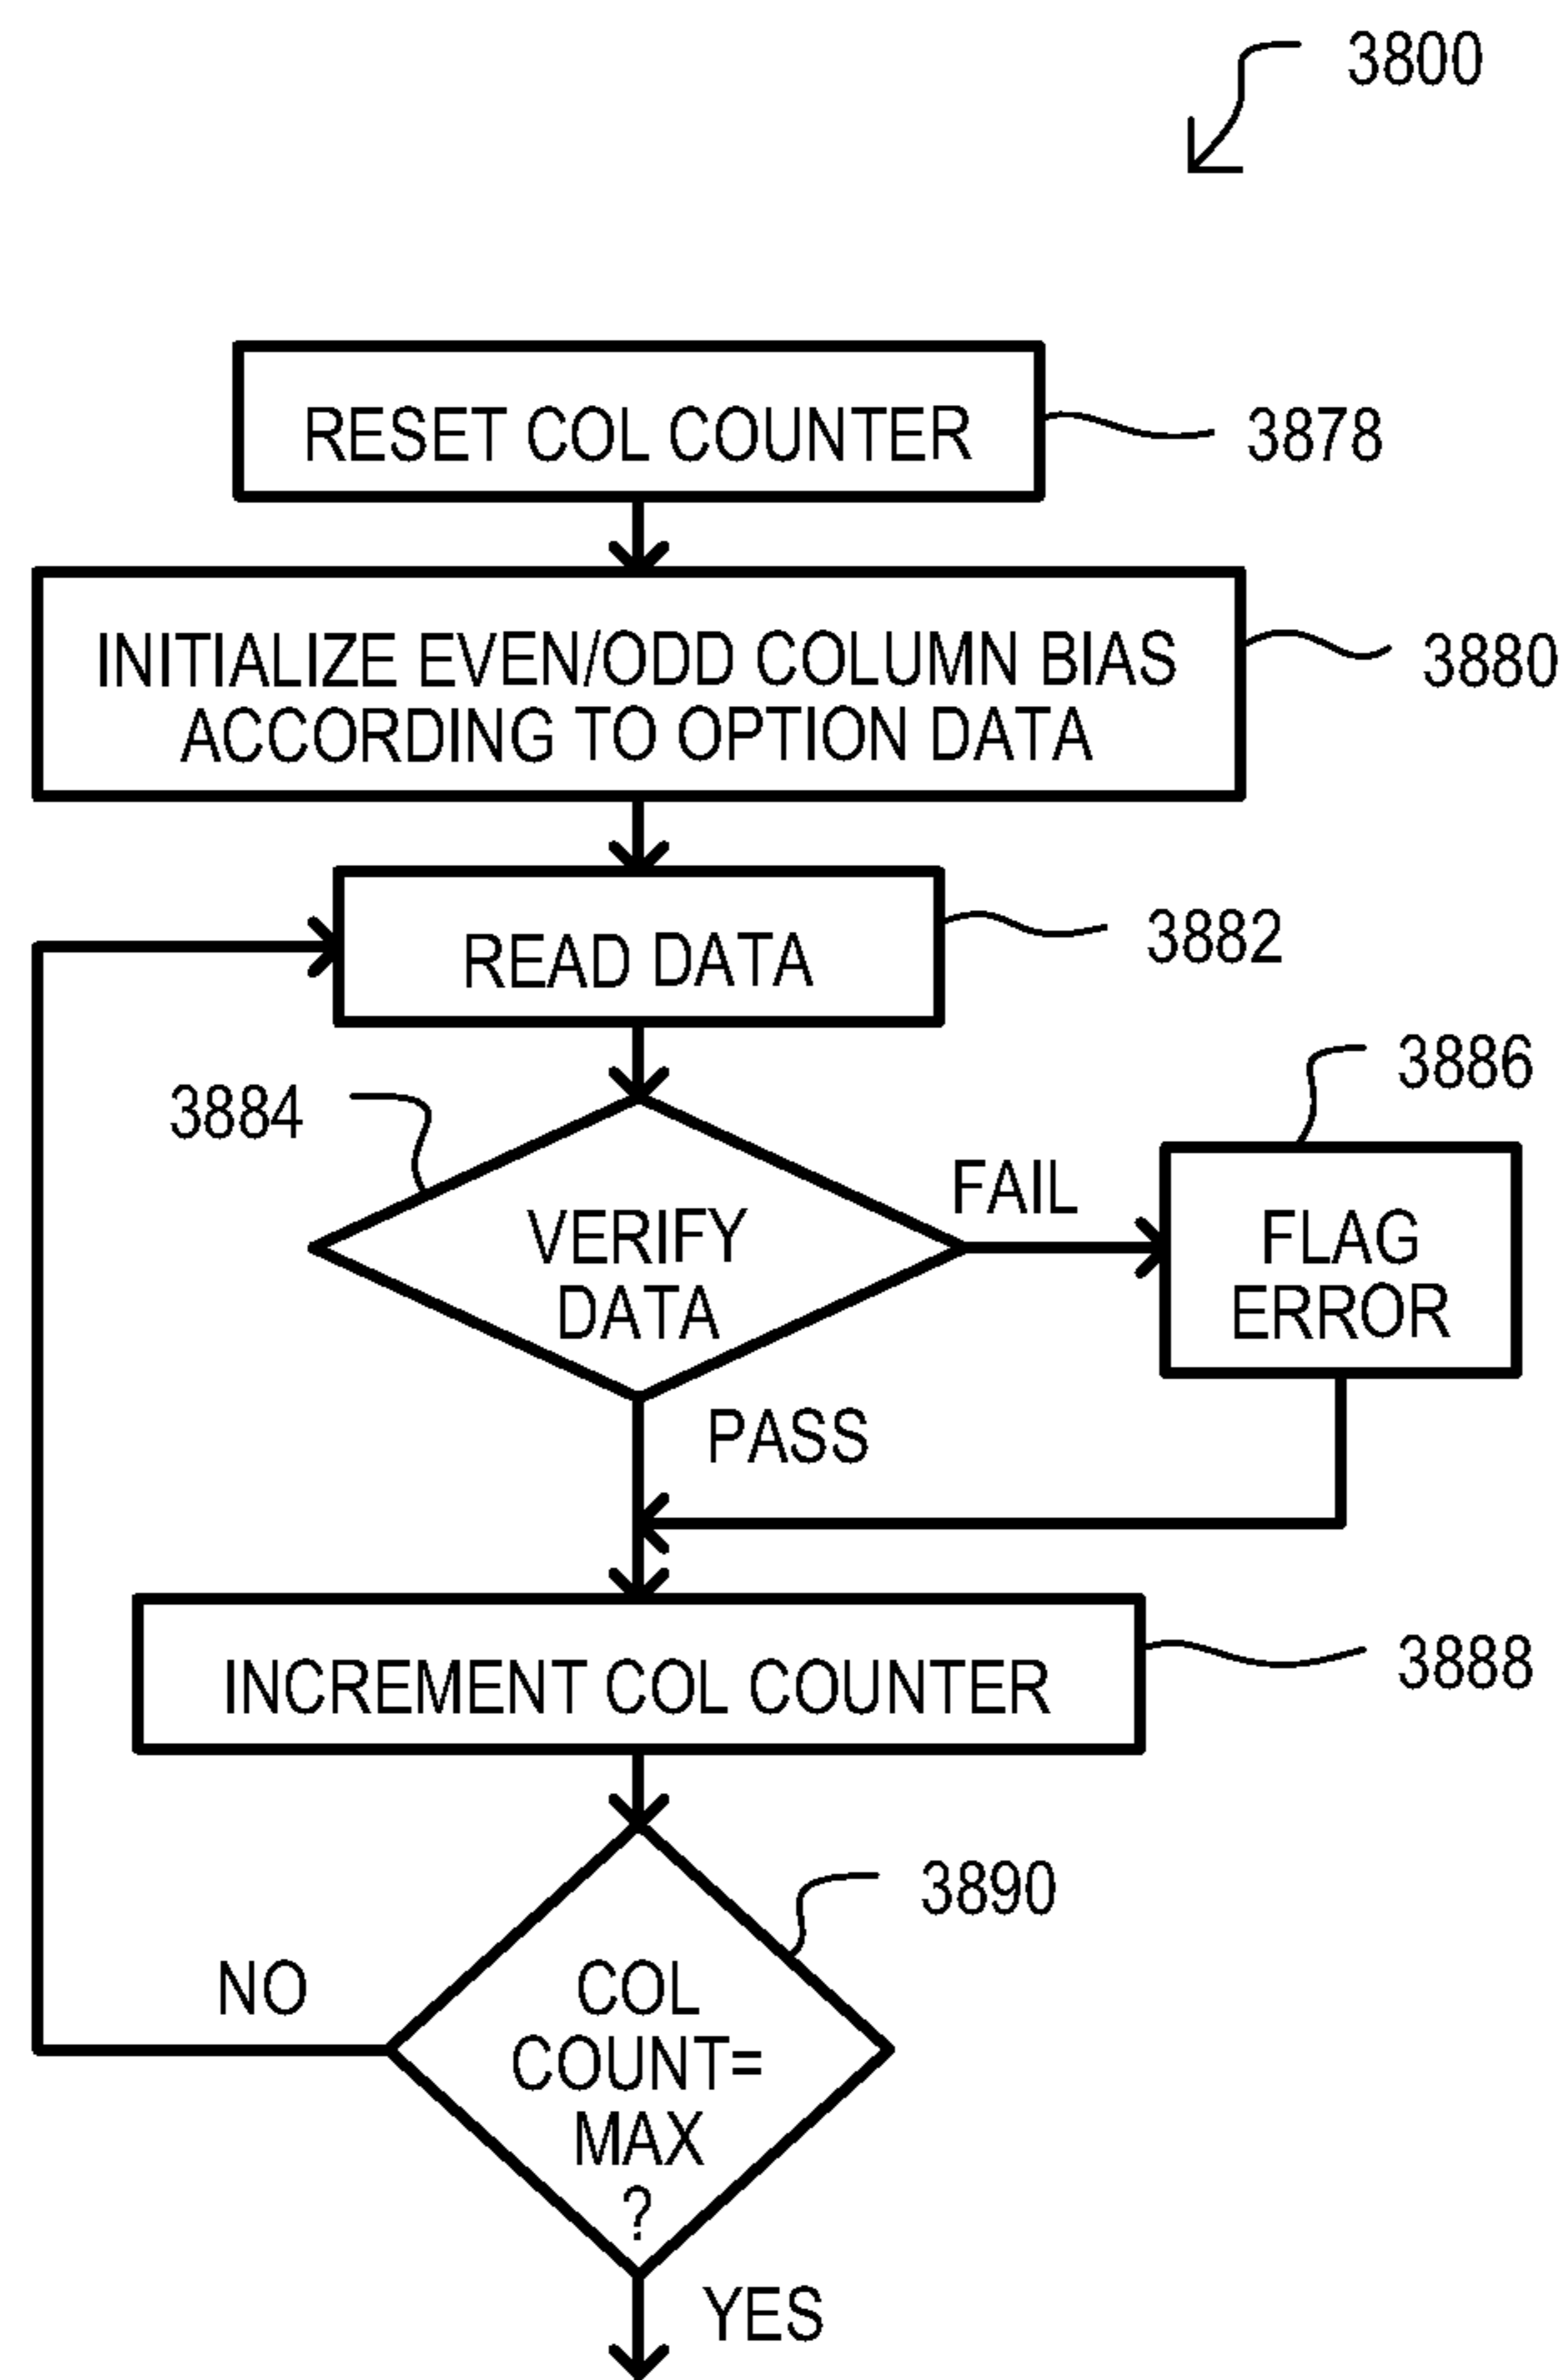 3800
RESET COL COUNTER
3878
INITIALIZE EVEN/ODD COLUMN BIAS
ACCORDING TO OPTION DATA
3880
READ DATA
3882
3884
VERIFY
DATA
FAIL
3886
FLAG
ERROR
PASS
INCREMENT COL COUNTER
3888
3890
NO
COL
COUNT=
MAX
?
YES